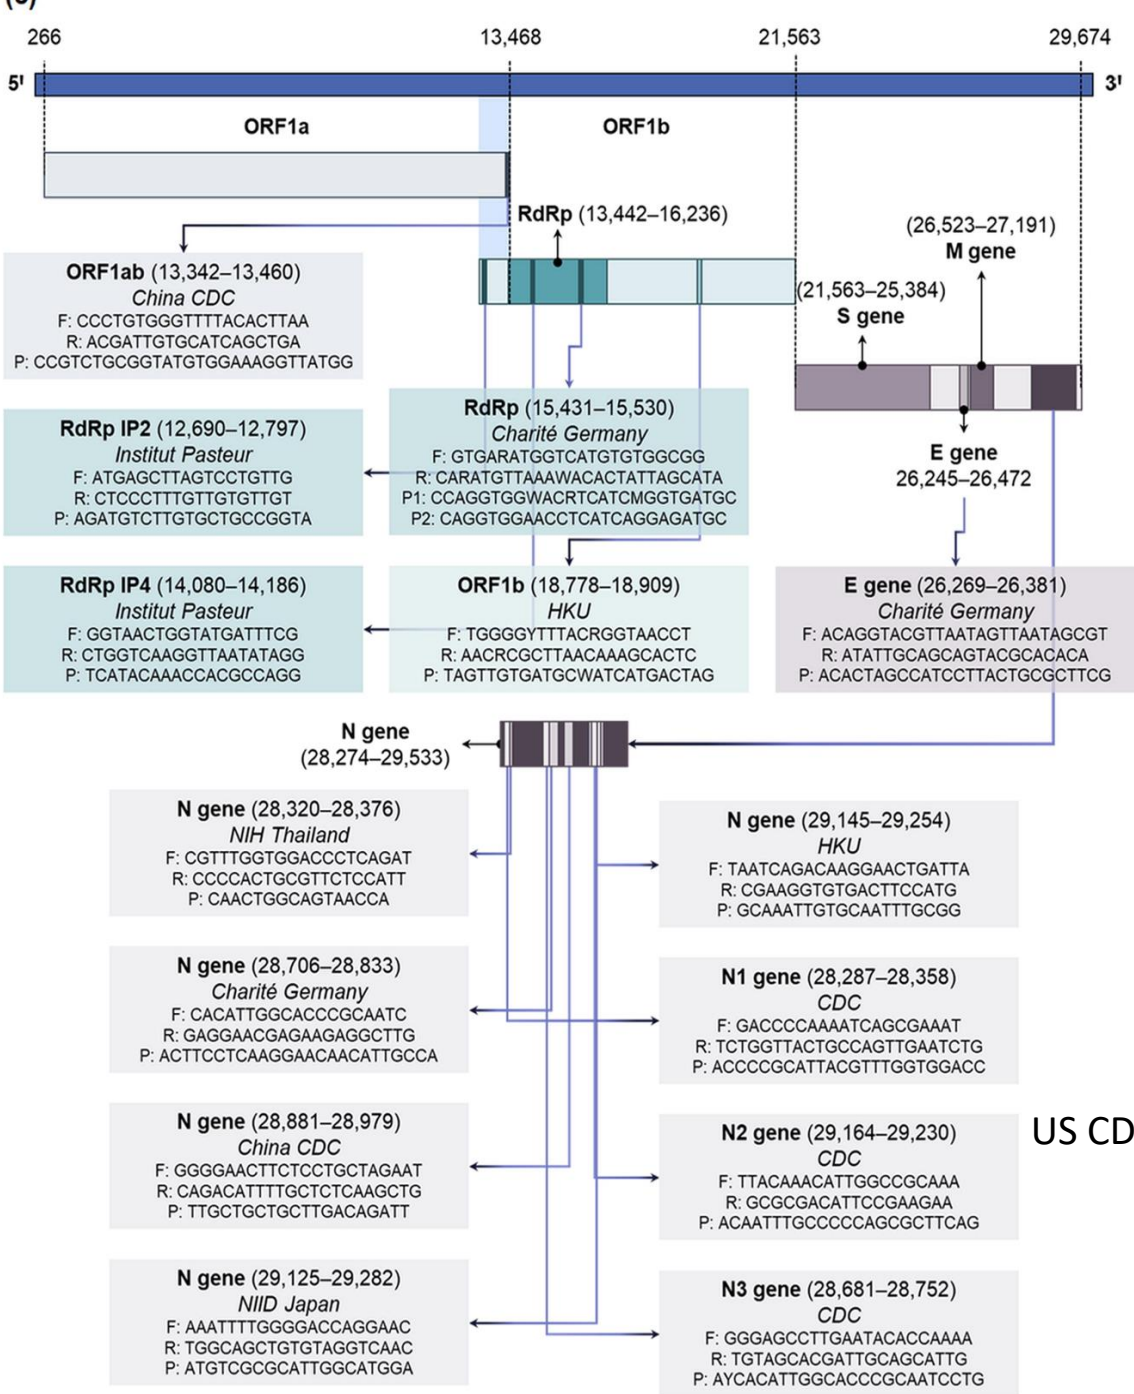 266 13,468 21,563 29,674
5' 3'
ORF1a ORF1b
RdRp (13,442–16,236)
(26,523–27,191)
M gene
(21,563–25,384)
S gene
ORF1ab (13,342–13,460)
China CDC
F: CCCTGTGGGTTTTACACTTAA
R: ACGATTGTGCATCAGCTGA
P: CCGTCTGCGGTATGTGGAAAGGTTATGG
RdRp IP2 (12,690–12,797)
Institut Pasteur
F: ATGAGCTTAGTCCTGTTG
R: CTCCCTTTGTTGTGTTGT
P: AGATGTCTTGTGCTGCCGGTA
RdRp (15,431–15,530)
Charité Germany
F: GTGARATGGTCATGTGTGGCGG
R: CARATGTTAAAWACACTATTAGCATA
P1: CCAGGTGGWACRTCATCMGGTGATGC
P2: CAGGTGGAACCTCATCAGGAGATGC
E gene
26,245–26,472
RdRp IP4 (14,080–14,186)
Institut Pasteur
F: GGTAACTGGTATGATTTCG
R: CTGGTCAAGGTTAATATAGG
P: TCATACAAACCACGCCAGG
ORF1b (18,778–18,909)
HKU
F: TGGGGYTTTACRGGTAACCT
R: AACRCGCTTAACAAAGCACTC
P: TAGTTGTGATGCWATCATGACTAG
E gene (26,269–26,381)
Charité Germany
F: ACAGGTACGTTAATAGTTAATAGCGT
R: ATATTGCAGCAGTACGCACACA
P: ACACTAGCCATCCTTACTGCGCTTCG
N gene
(28,274–29,533)
N gene (28,320–28,376)
NIH Thailand
F: CGTTTGGTGGACCCTCAGAT
R: CCCCACTGCGTTCTCCATT
P: CAACTGGCAGTAACCA
N gene (29,145–29,254)
HKU
F: TAATCAGACAAGGAACTGATTA
R: CGAAGGTGTGACTTCCATG
P: GCAAATTGTGCAATTTGCGG
N gene (28,706–28,833)
Charité Germany
F: CACATTGGCACCCGCAATC
R: GAGGAACGAGAAGAGGCTTG
P: ACTTCCTCAAGGAACAACATTGCCA
N1 gene (28,287–28,358)
CDC
F: GACCCCAAAATCAGCGAAAT
R: TCTGGTTACTGCCAGTTGAATCTG
P: ACCCCGCATTACGTTTGGTGGACC
N gene (28,881–28,979)
China CDC
F: GGGGAACTTCTCCTGCTAGAAT
R: CAGACATTTTGCTCTCAAGCTG
P: TTGCTGCTGCTTGACAGATT
N2 gene (29,164–29,230)
CDC
F: TTACAAACATTGGCCGCAAA
R: GCGCGACATTCCGAAGAA
P: ACAATTTGCCCCCAGCGCTTCAG
US CD
N gene (29,125–29,282)
NIID Japan
F: AAATTTTGGGGACCAGGAAC
R: TGGCAGCTGTGTAGGTCAAC
P: ATGTCGCGCATTGGCATGGA
N3 gene (28,681–28,752)
CDC
F: GGGAGCCTTGAATACACCAAAA
R: TGTAGCACGATTGCAGCATTG
P: AYCACATTGGCACCCGCAATCCTG